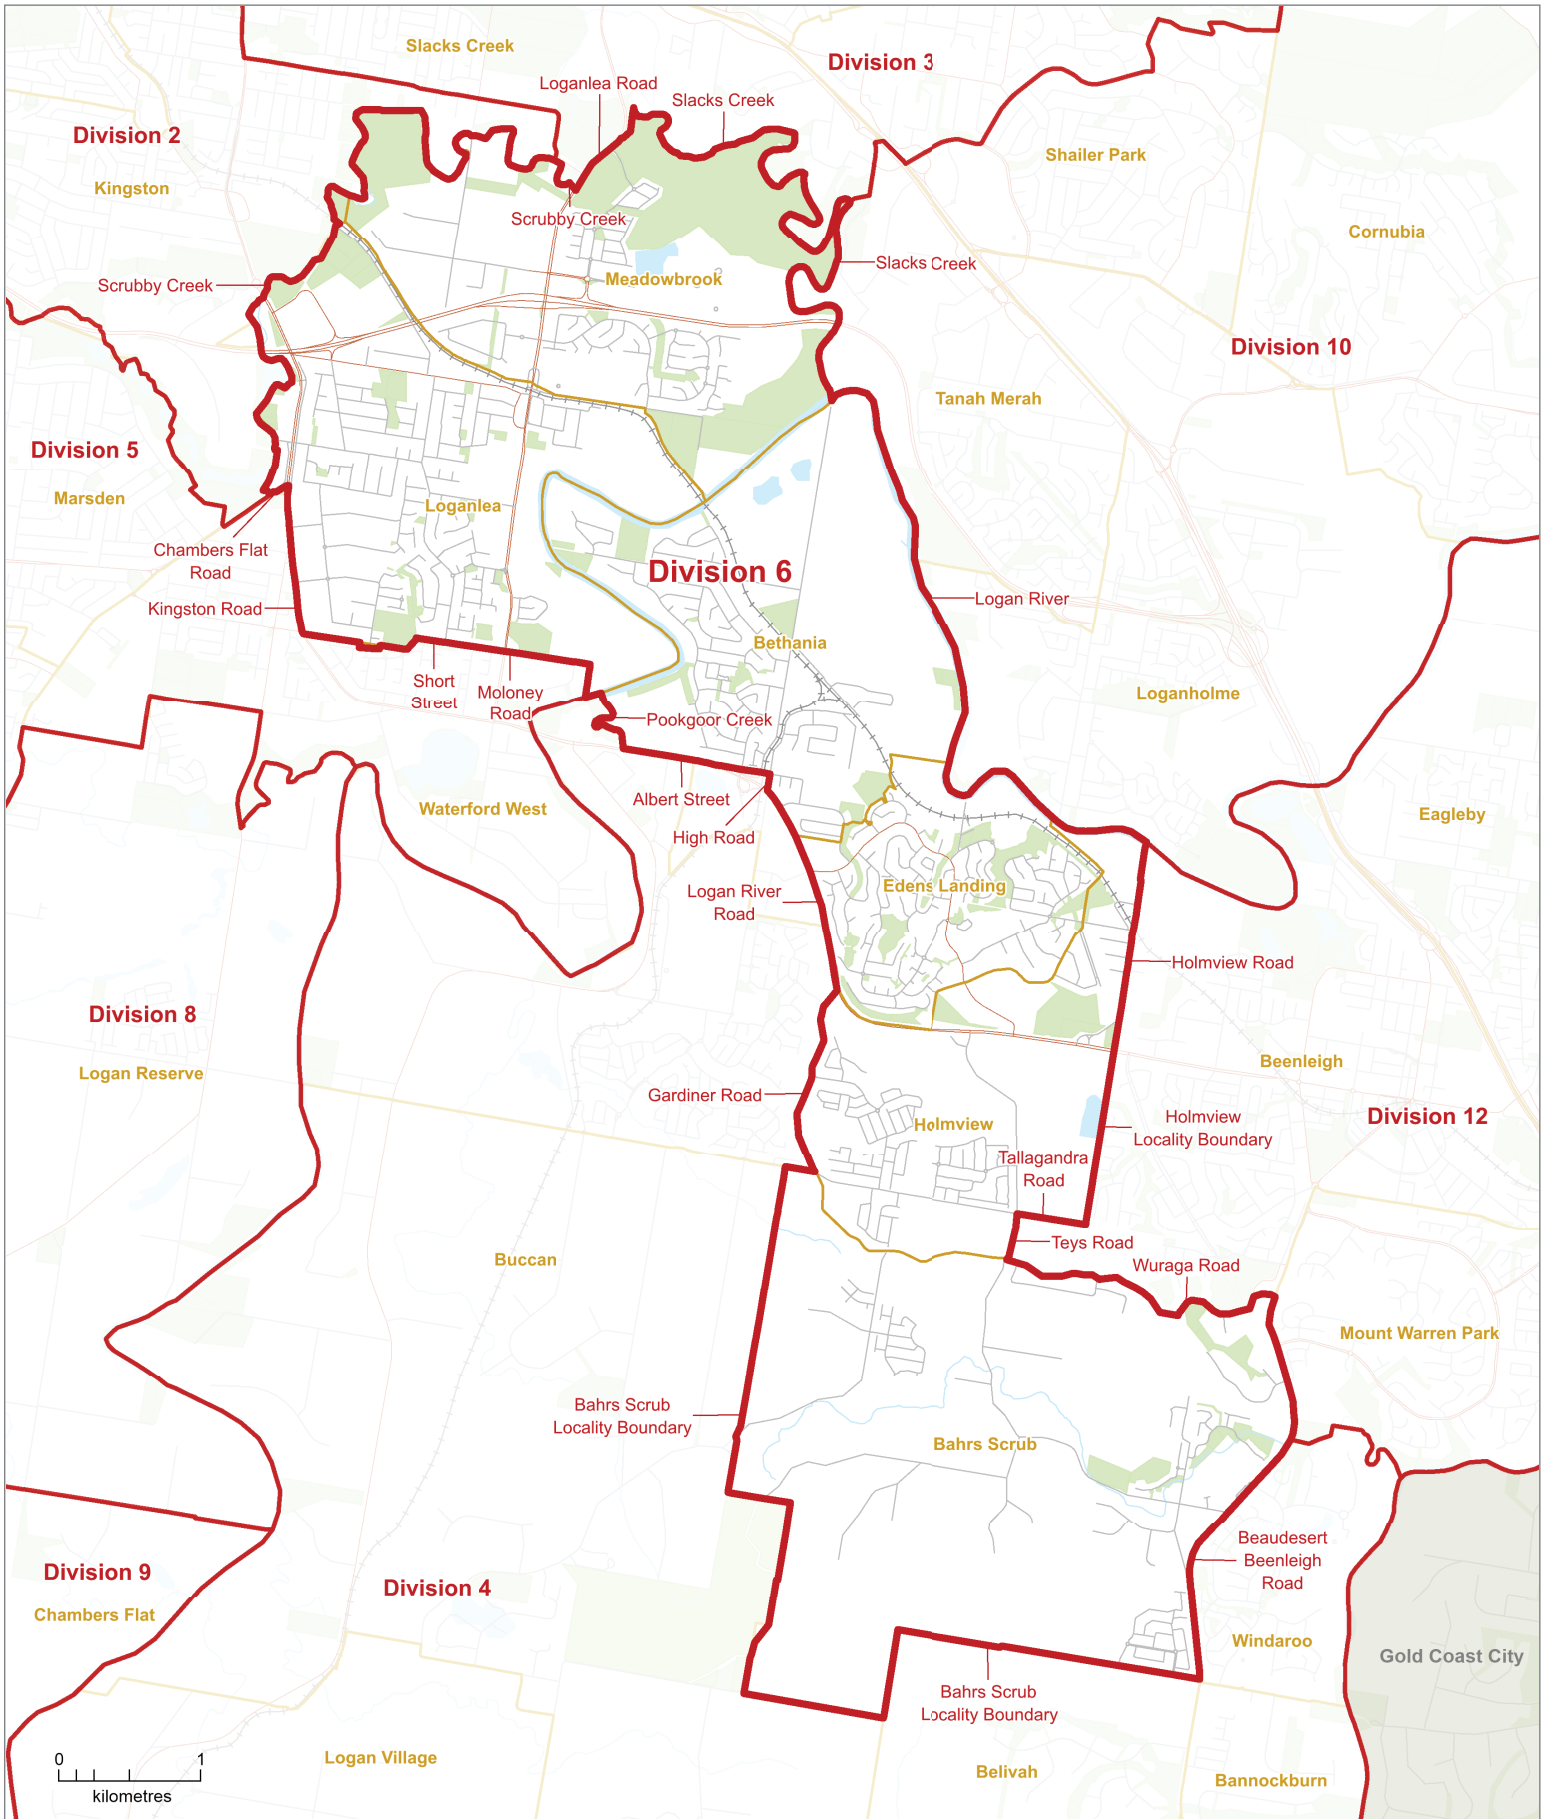 Slacks Creek
Division 3
Loganlea Road
Slacks Creek
Division 2
Shailer Park
Kingston
Scrubby Creek
Cornubia
Slacks Creek
Meadowbrook
Scrubby Creek
Division 10
Tanah Merah
Division 5
Marsden
Loganlea
Chambers Flat
Road
Division 6
Logan River
Kingston Road
Bethania
Short
Street
Moloney
Road
Loganholme
Pookgoor Creek
Albert Street
Waterford West
Eagleby
High Road
Edens Landing
Logan River
Road
Holmview Road
Division 8
Beenleigh
Logan Reserve
Gardiner Road
Holmview
Holmview
Locality Boundary
Division 12
Tallagandra
Road
Teys Road
Buccan
Wuraga Road
Mount Warren Park
Bahrs Scrub
Locality Boundary
Bahrs Scrub
Beaudesert
Beenleigh
Road
Division 9
Division 4
Chambers Flat
Windaroo
Gold Coast City
Bahrs Scrub
Locality Boundary
Logan Village
Belivah
Bannockburn
0 1
kilometres